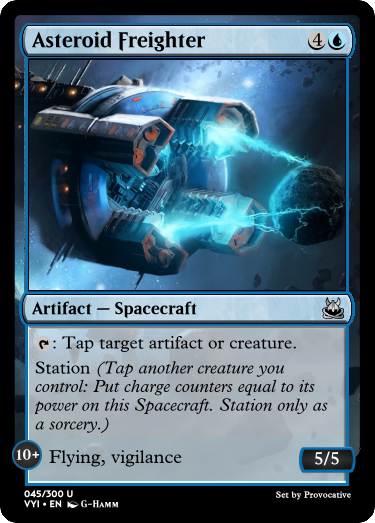 Asteroid Freighter 4
: Tap target artifact or creature.
Station (Tap another creature you
control: Put charge counters equal to its
power on this Spacecraft. Station only as
a sorcery.)
Artifact — Spacecraft
10+ Flying, vigilance
5/5
045/300 U
VYI • EN G-Hamm
Set by Provocative